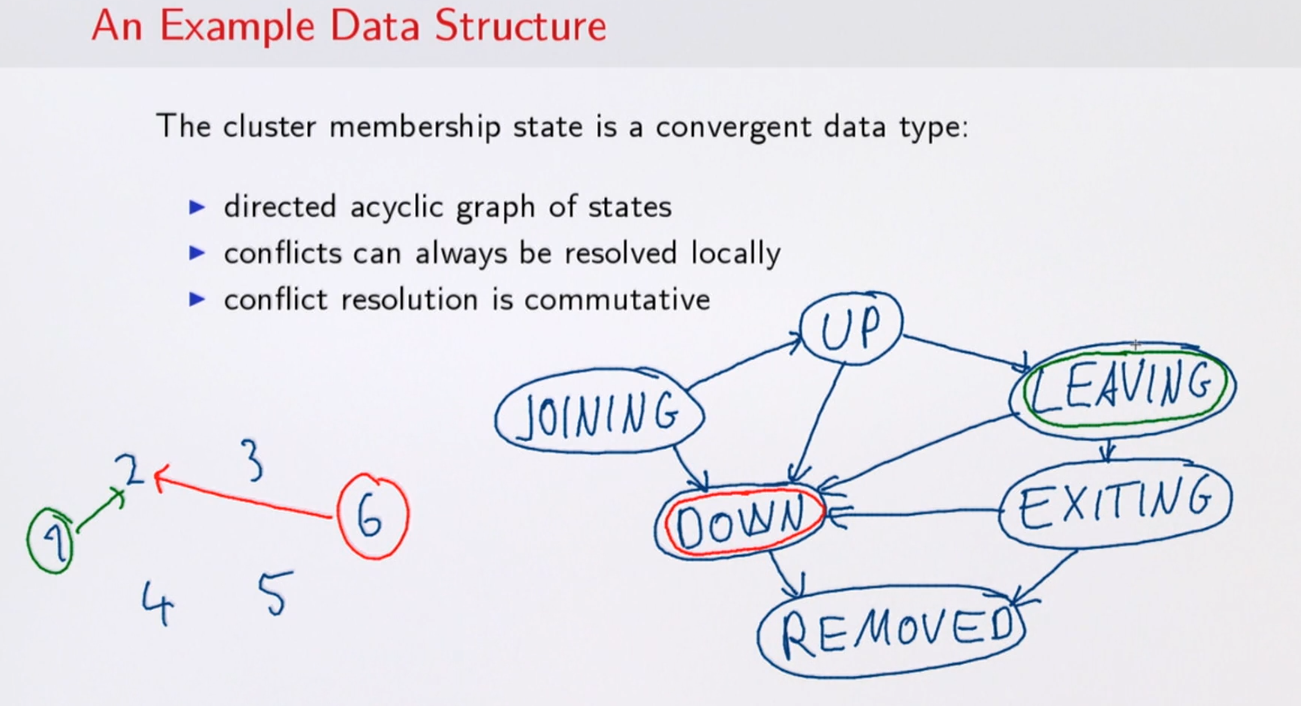 An Example Data Structure
The cluster membership state is a convergent data type:
▶ directed acyclic graph of states
▶ conflicts can always be resolved locally
▶ conflict resolution is commutative
UP
LEAVING
JOINING
2 3
1 6
DOWN
EXITING
4 5
REMOVED